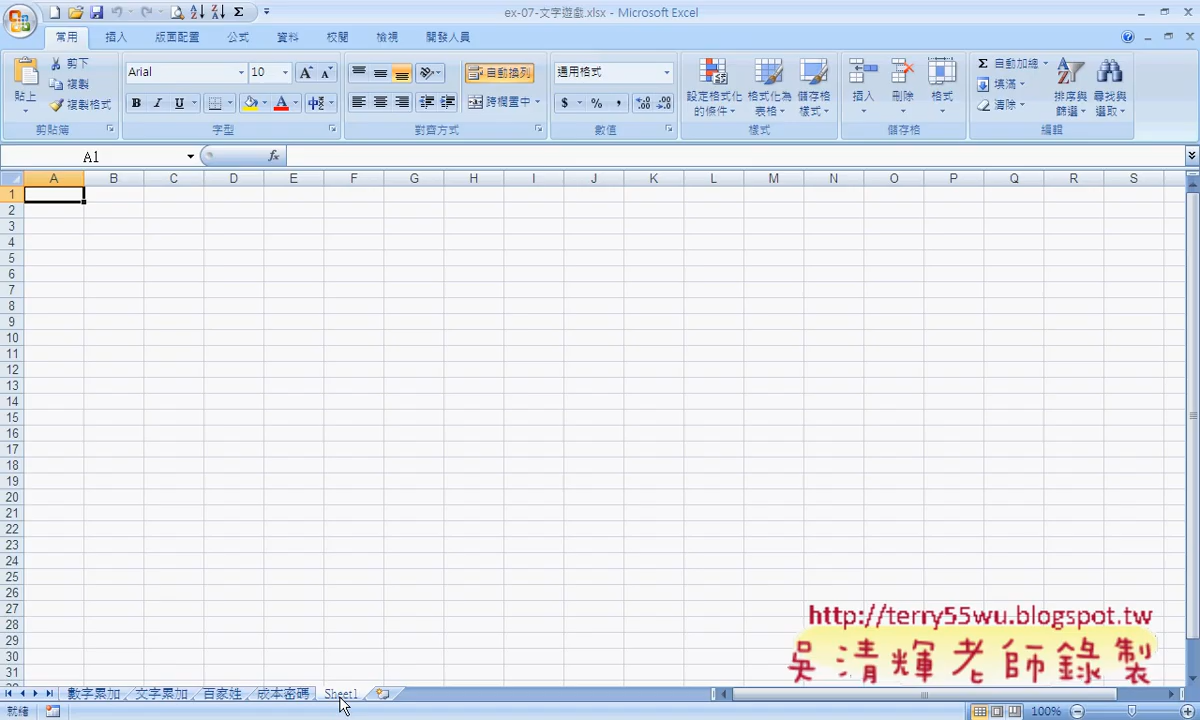 ex-07-文字遊戲.xlsx - Microsoft Excel
常用 插入 版面配置 公式 資料 校閱 檢視 開發人員
剪下 Arial 10 自動換列 通用格式 自動加總
貼上 複製 設定格式化的條件 格式化為表格 儲存格樣式 插入 刪除 格式 填滿 排序與篩選 尋找與選取
複製格式 B I U 跨欄置中 $ % , 清除
剪貼簿 字型 對齊方式 數值 樣式 儲存格 編輯
A1 fx
A B C D E F G H I J K L M N O P Q R S
1
2
3
4
5
6
7
8
9
10
11
12
13
14
15
16
17
18
19
20
21
22
23
24
25
26
27
28
29
30
31
http://terry55wu.blogspot.tw
吳清輝老師錄製
數字累加 文字累加 百家姓 成本密碼 Sheet1
就緒 100%